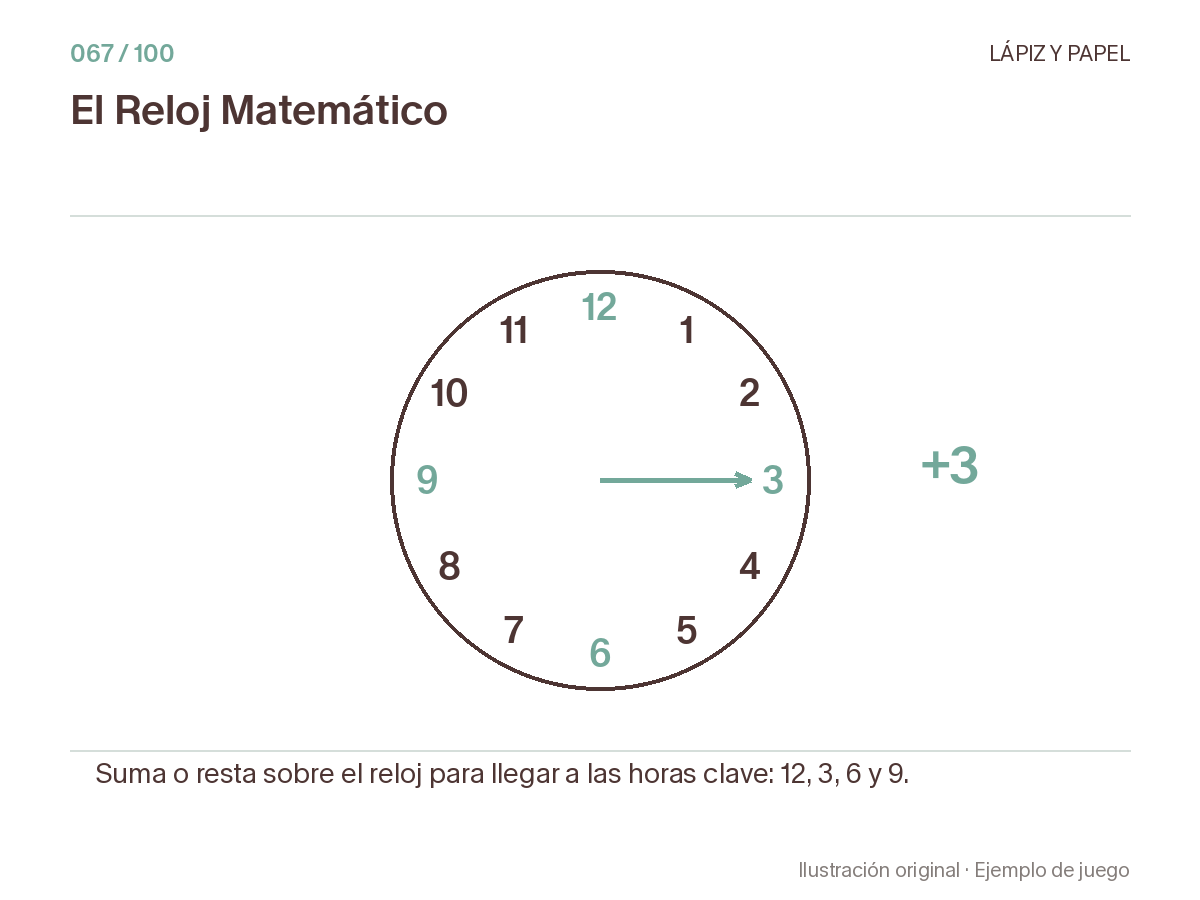 067 / 100
LÁPIZ Y PAPEL
El Reloj Matemático
12
11
1
10
2
9
3
+3
8
4
7
5
6
Suma o resta sobre el reloj para llegar a las horas clave: 12, 3, 6 y 9.
Ilustración original · Ejemplo de juego